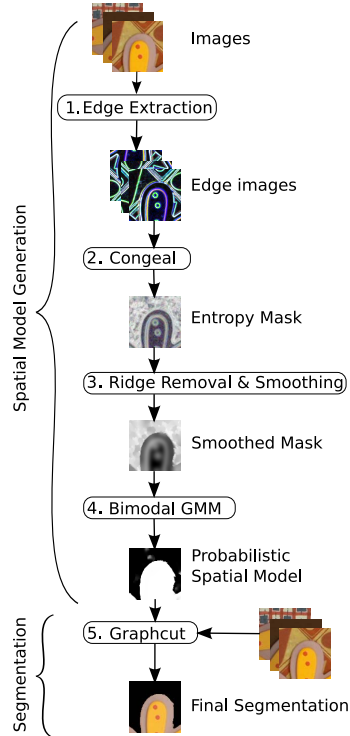 Images
1. Edge Extraction
Edge images
2. Congeal
Entropy Mask
3. Ridge Removal & Smoothing
Smoothed Mask
4. Bimodal GMM
Probabilistic
Spatial Model
5. Graphcut
Final Segmentation
Spatial Model Generation
Segmentation